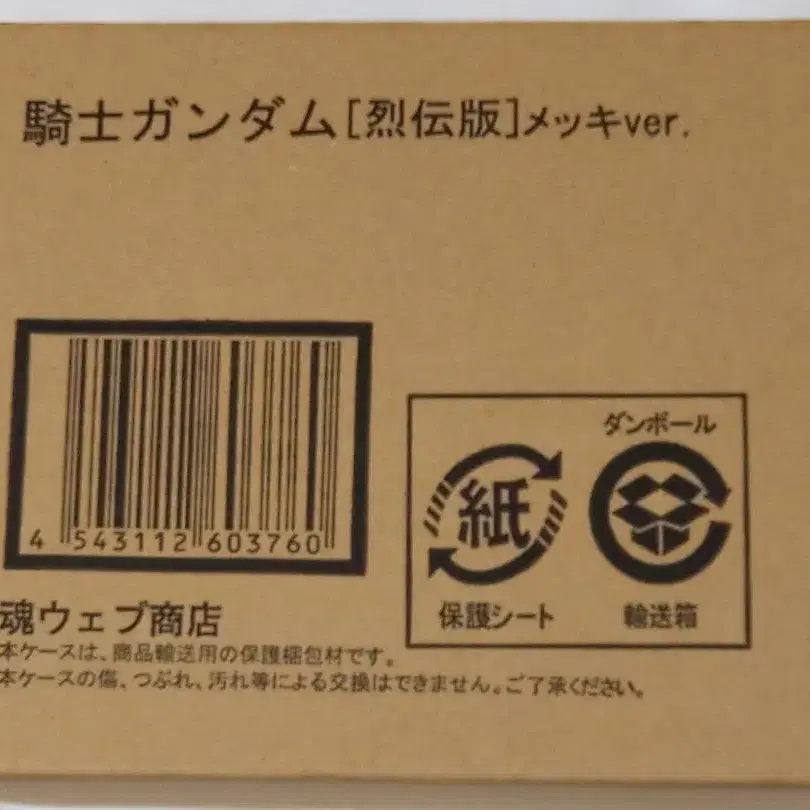 騎士ガンダム[烈伝版]メッキver.
4 543112 603760
ダンボール
紙
保護シート
輸送箱
魂ウェブ商店
本ケースは、商品輸送用の保護梱包材です。
本ケースの傷、つぶれ、汚れ等による交換はできません。ご了承ください。